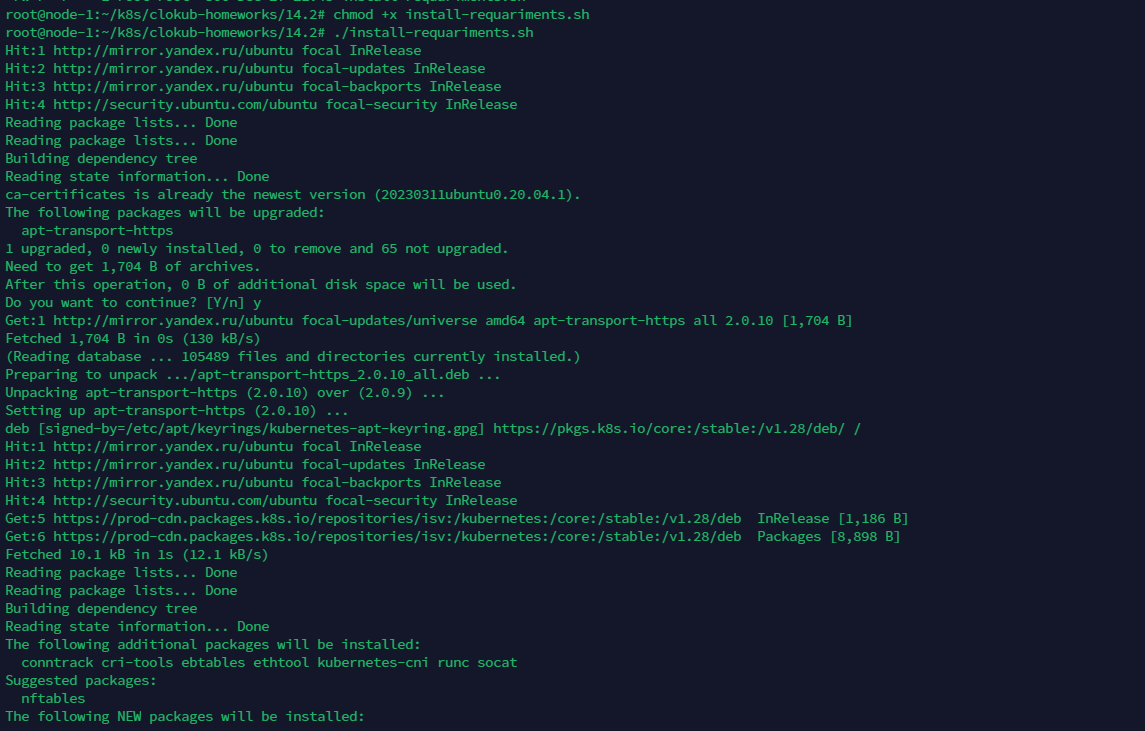 root@node-1:~/k8s/clokub-homeworks/14.2# chmod +x install-requariments.sh
root@node-1:~/k8s/clokub-homeworks/14.2# ./install-requariments.sh
Hit:1 http://mirror.yandex.ru/ubuntu focal InRelease
Hit:2 http://mirror.yandex.ru/ubuntu focal-updates InRelease
Hit:3 http://mirror.yandex.ru/ubuntu focal-backports InRelease
Hit:4 http://security.ubuntu.com/ubuntu focal-security InRelease
Reading package lists... Done
Reading package lists... Done
Building dependency tree
Reading state information... Done
ca-certificates is already the newest version (20230311ubuntu0.20.04.1).
The following packages will be upgraded:
  apt-transport-https
1 upgraded, 0 newly installed, 0 to remove and 65 not upgraded.
Need to get 1,704 B of archives.
After this operation, 0 B of additional disk space will be used.
Do you want to continue? [Y/n] y
Get:1 http://mirror.yandex.ru/ubuntu focal-updates/universe amd64 apt-transport-https all 2.0.10 [1,704 B]
Fetched 1,704 B in 0s (130 kB/s)
(Reading database ... 105489 files and directories currently installed.)
Preparing to unpack .../apt-transport-https_2.0.10_all.deb ...
Unpacking apt-transport-https (2.0.10) over (2.0.9) ...
Setting up apt-transport-https (2.0.10) ...
deb [signed-by=/etc/apt/keyrings/kubernetes-apt-keyring.gpg] https://pkgs.k8s.io/core:/stable:/v1.28/deb/ /
Hit:1 http://mirror.yandex.ru/ubuntu focal InRelease
Hit:2 http://mirror.yandex.ru/ubuntu focal-updates InRelease
Hit:3 http://mirror.yandex.ru/ubuntu focal-backports InRelease
Hit:4 http://security.ubuntu.com/ubuntu focal-security InRelease
Get:5 https://prod-cdn.packages.k8s.io/repositories/isv:/kubernetes:/core:/stable:/v1.28/deb  InRelease [1,186 B]
Get:6 https://prod-cdn.packages.k8s.io/repositories/isv:/kubernetes:/core:/stable:/v1.28/deb  Packages [8,898 B]
Fetched 10.1 kB in 1s (12.1 kB/s)
Reading package lists... Done
Reading package lists... Done
Building dependency tree
Reading state information... Done
The following additional packages will be installed:
  conntrack cri-tools ebtables ethtool kubernetes-cni runc socat
Suggested packages:
  nftables
The following NEW packages will be installed: